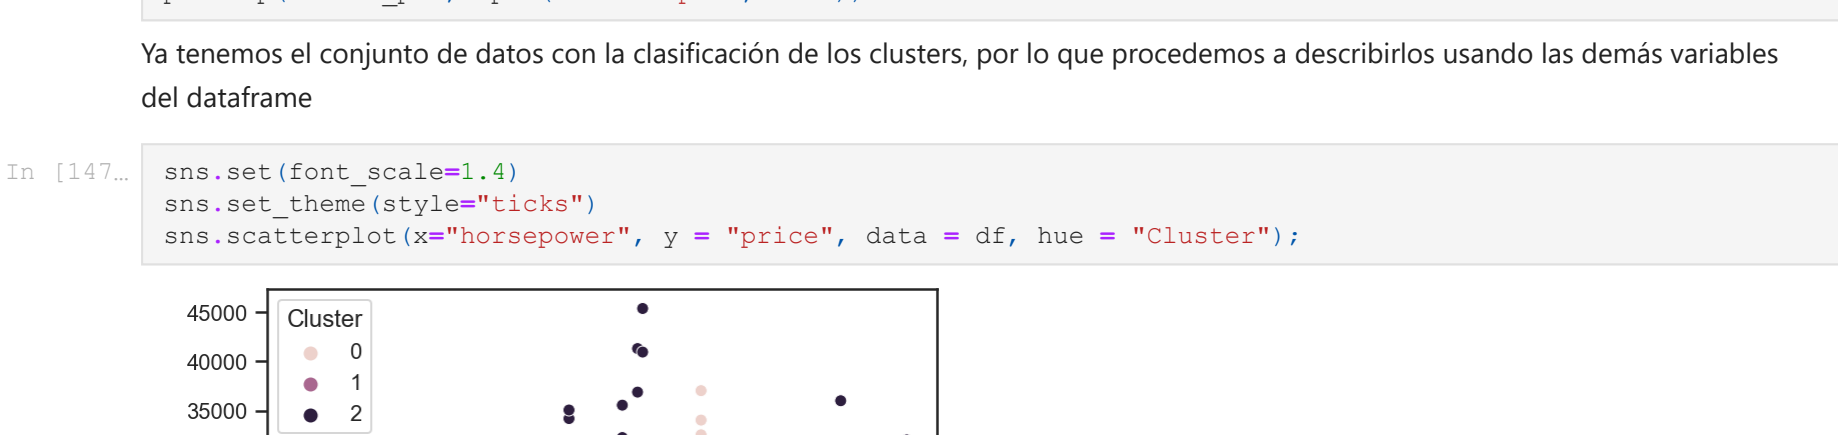 Ya tenemos el conjunto de datos con la clasificación de los clusters, por lo que procedemos a describirlos usando las demás variables
del dataframe
In [147…
sns.set(font_scale=1.4)
sns.set_theme(style="ticks")
sns.scatterplot(x="horsepower", y = "price", data = df, hue = "Cluster");
45000
40000
35000
Cluster
0
1
2